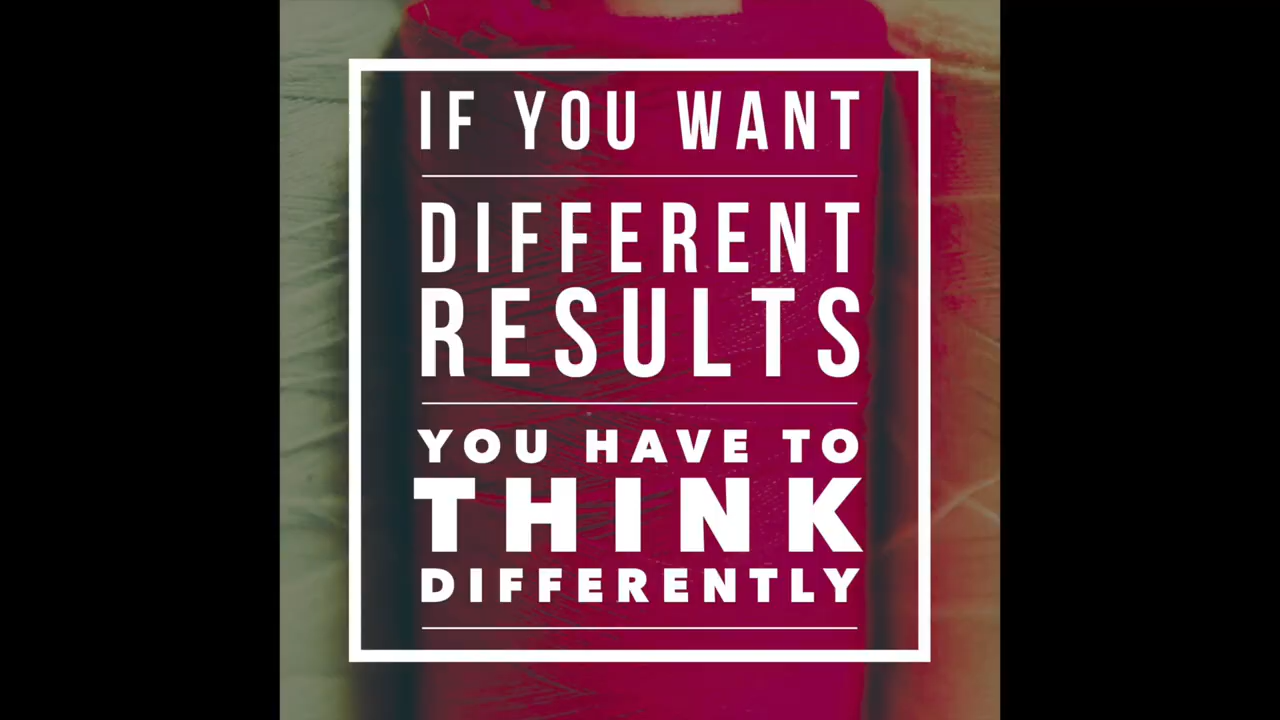 IF YOU WANT
DIFFERENT
RESULTS
YOU HAVE TO
THINK
DIFFERENTLY